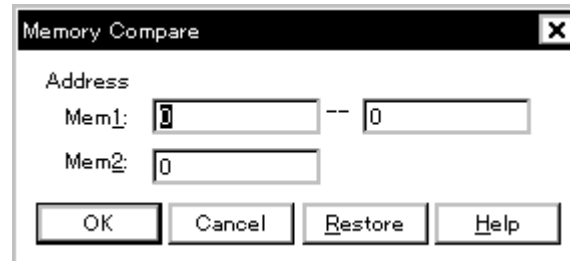 Memory Compare
Address
Mem1: 0 -- 0
Mem2: 0
OK Cancel Restore Help